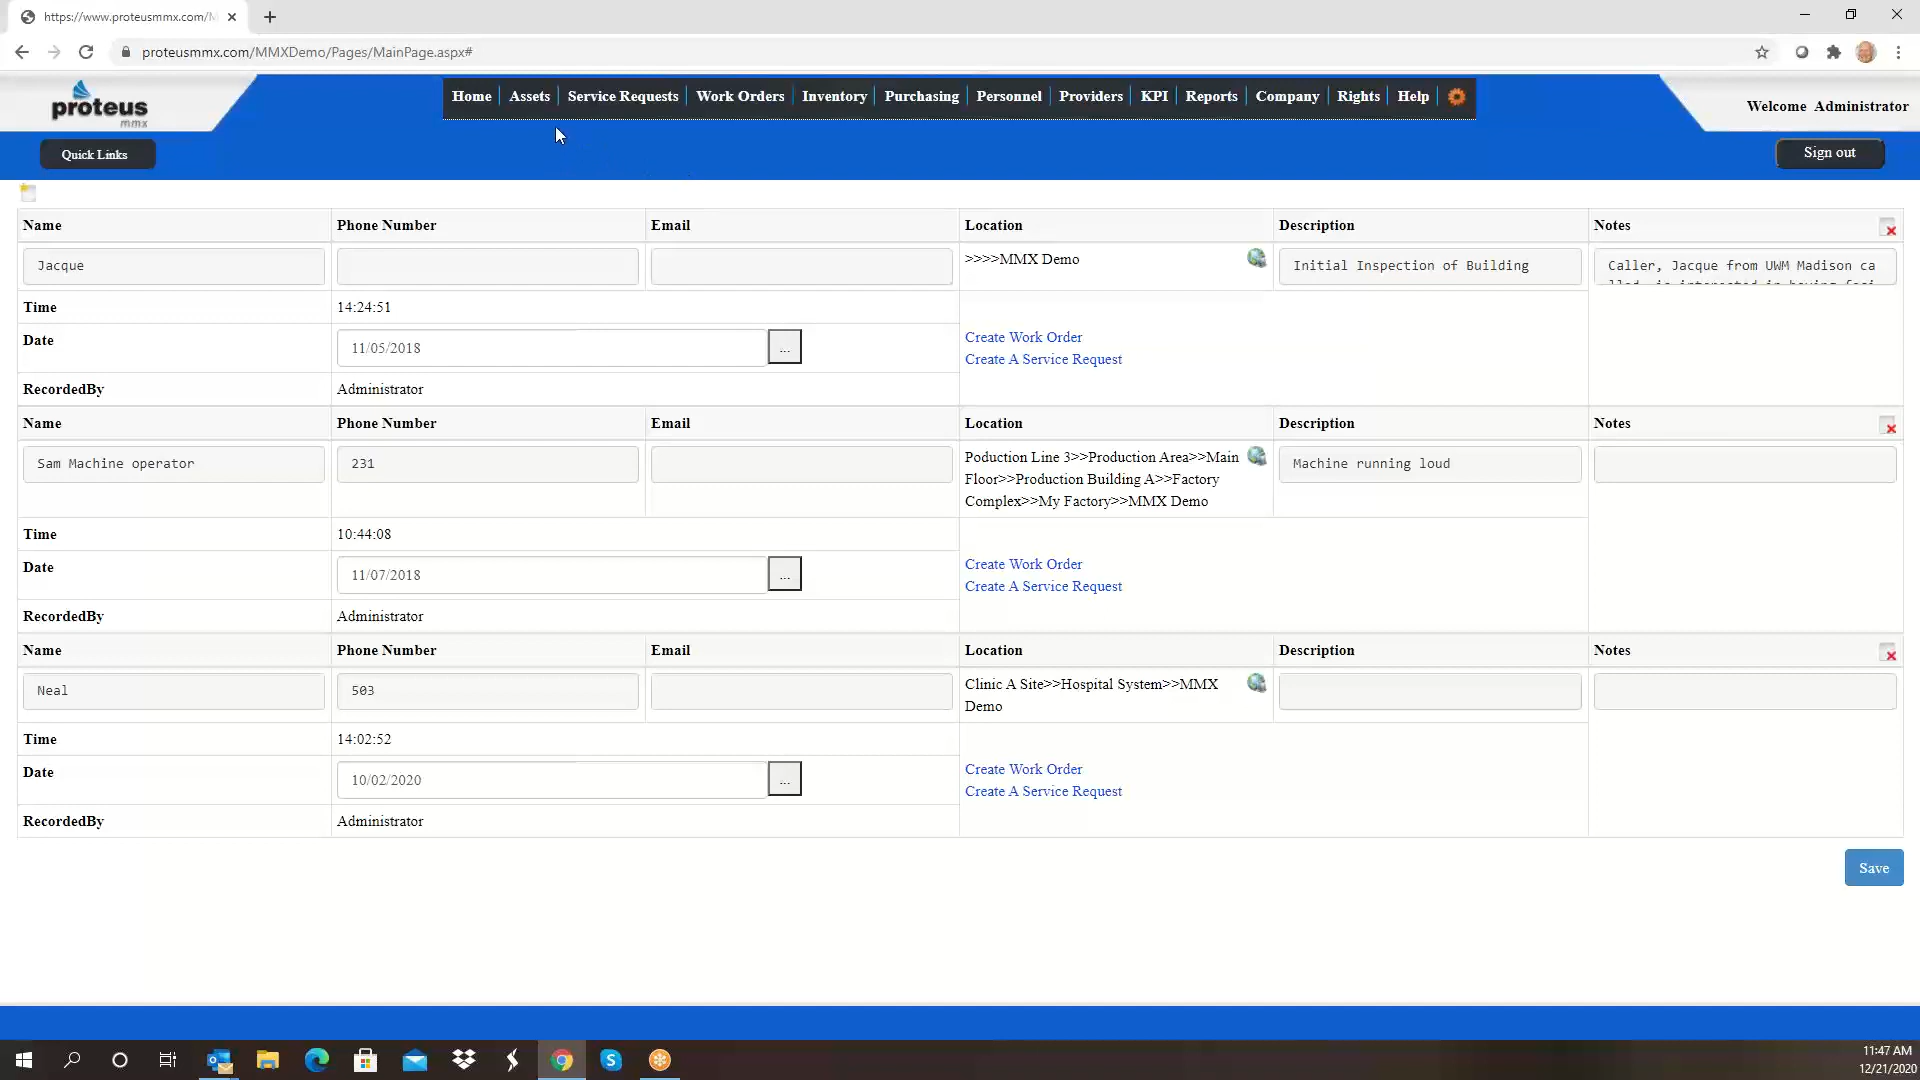 https://www.proteusmmx.com/M
proteusmmx.com/MMXDemo/Pages/MainPage.aspx#
proteus
mmx
Home
Assets
Service Requests
Work Orders
Inventory
Purchasing
Personnel
Providers
KPI
Reports
Company
Rights
Help
Welcome Administrator
Quick Links
Sign out
Name
Phone Number
Email
Location
Description
Notes
Jacque
>>>>MMX Demo
Initial Inspection of Building
Caller, Jacque from UWM Madison ca
lled, is interested in having
Time
14:24:51
Date
11/05/2018
...
Create Work Order
Create A Service Request
RecordedBy
Administrator
Name
Phone Number
Email
Location
Description
Notes
Sam Machine operator
231
Poduction Line 3>>Production Area>>Main
Floor>>Production Building A>>Factory
Complex>>My Factory>>MMX Demo
Machine running loud
Time
10:44:08
Date
11/07/2018
...
Create Work Order
Create A Service Request
RecordedBy
Administrator
Name
Phone Number
Email
Location
Description
Notes
Neal
503
Clinic A Site>>Hospital System>>MMX
Demo
Time
14:02:52
Date
10/02/2020
...
Create Work Order
Create A Service Request
RecordedBy
Administrator
Save
11:47 AM
12/21/2020